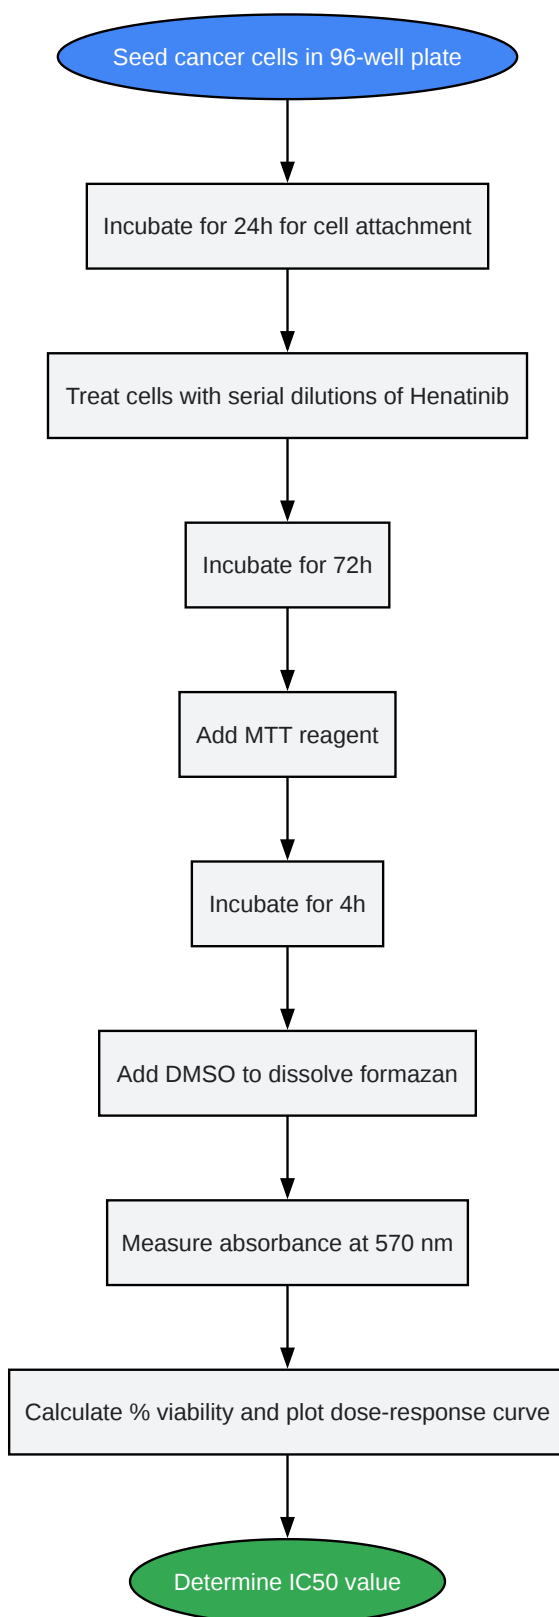 Seed cancer cells in 96-well plate
Incubate for 24h for cell attachment
Treat cells with serial dilutions of Henatinib
Incubate for 72h
Add MTT reagent
Incubate for 4h
Add DMSO to dissolve formazan
Measure absorbance at 570 nm
Calculate % viability and plot dose-response curve
Determine IC50 value